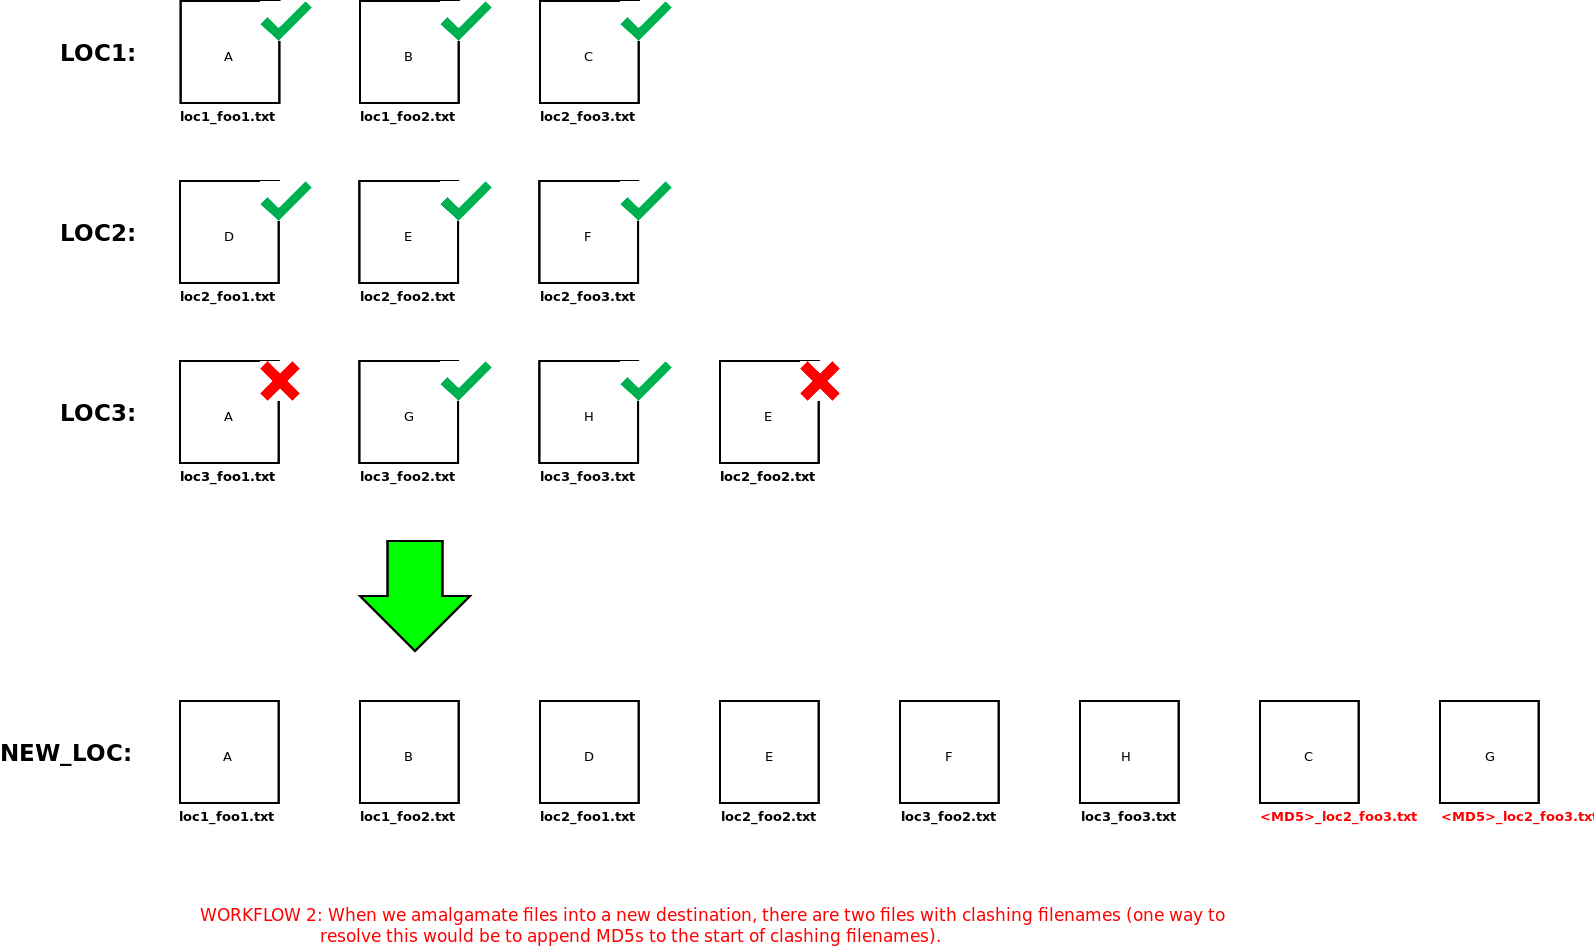 LOC1:
A
B
C
loc1_foo1.txt
loc1_foo2.txt
loc2_foo3.txt
LOC2:
D
E
F
loc2_foo1.txt
loc2_foo2.txt
loc2_foo3.txt
LOC3:
A
G
H
E
loc3_foo1.txt
loc3_foo2.txt
loc3_foo3.txt
loc2_foo2.txt
NEW_LOC:
A
B
D
E
F
H
C
G
loc1_foo1.txt
loc1_foo2.txt
loc2_foo1.txt
loc2_foo2.txt
loc3_foo2.txt
loc3_foo3.txt
<MD5>_loc2_foo3.txt
<MD5>_loc2_foo3.txt
WORKFLOW 2: When we amalgamate files into a new destination, there are two files with clashing filenames (one way to
resolve this would be to append MD5s to the start of clashing filenames).